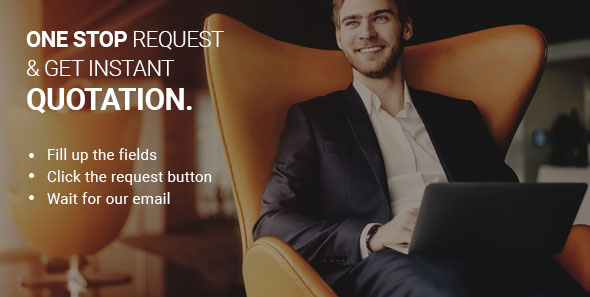 ONE STOP REQUEST
& GET INSTANT
QUOTATION.
• Fill up the fields
• Click the request button
• Wait for our email